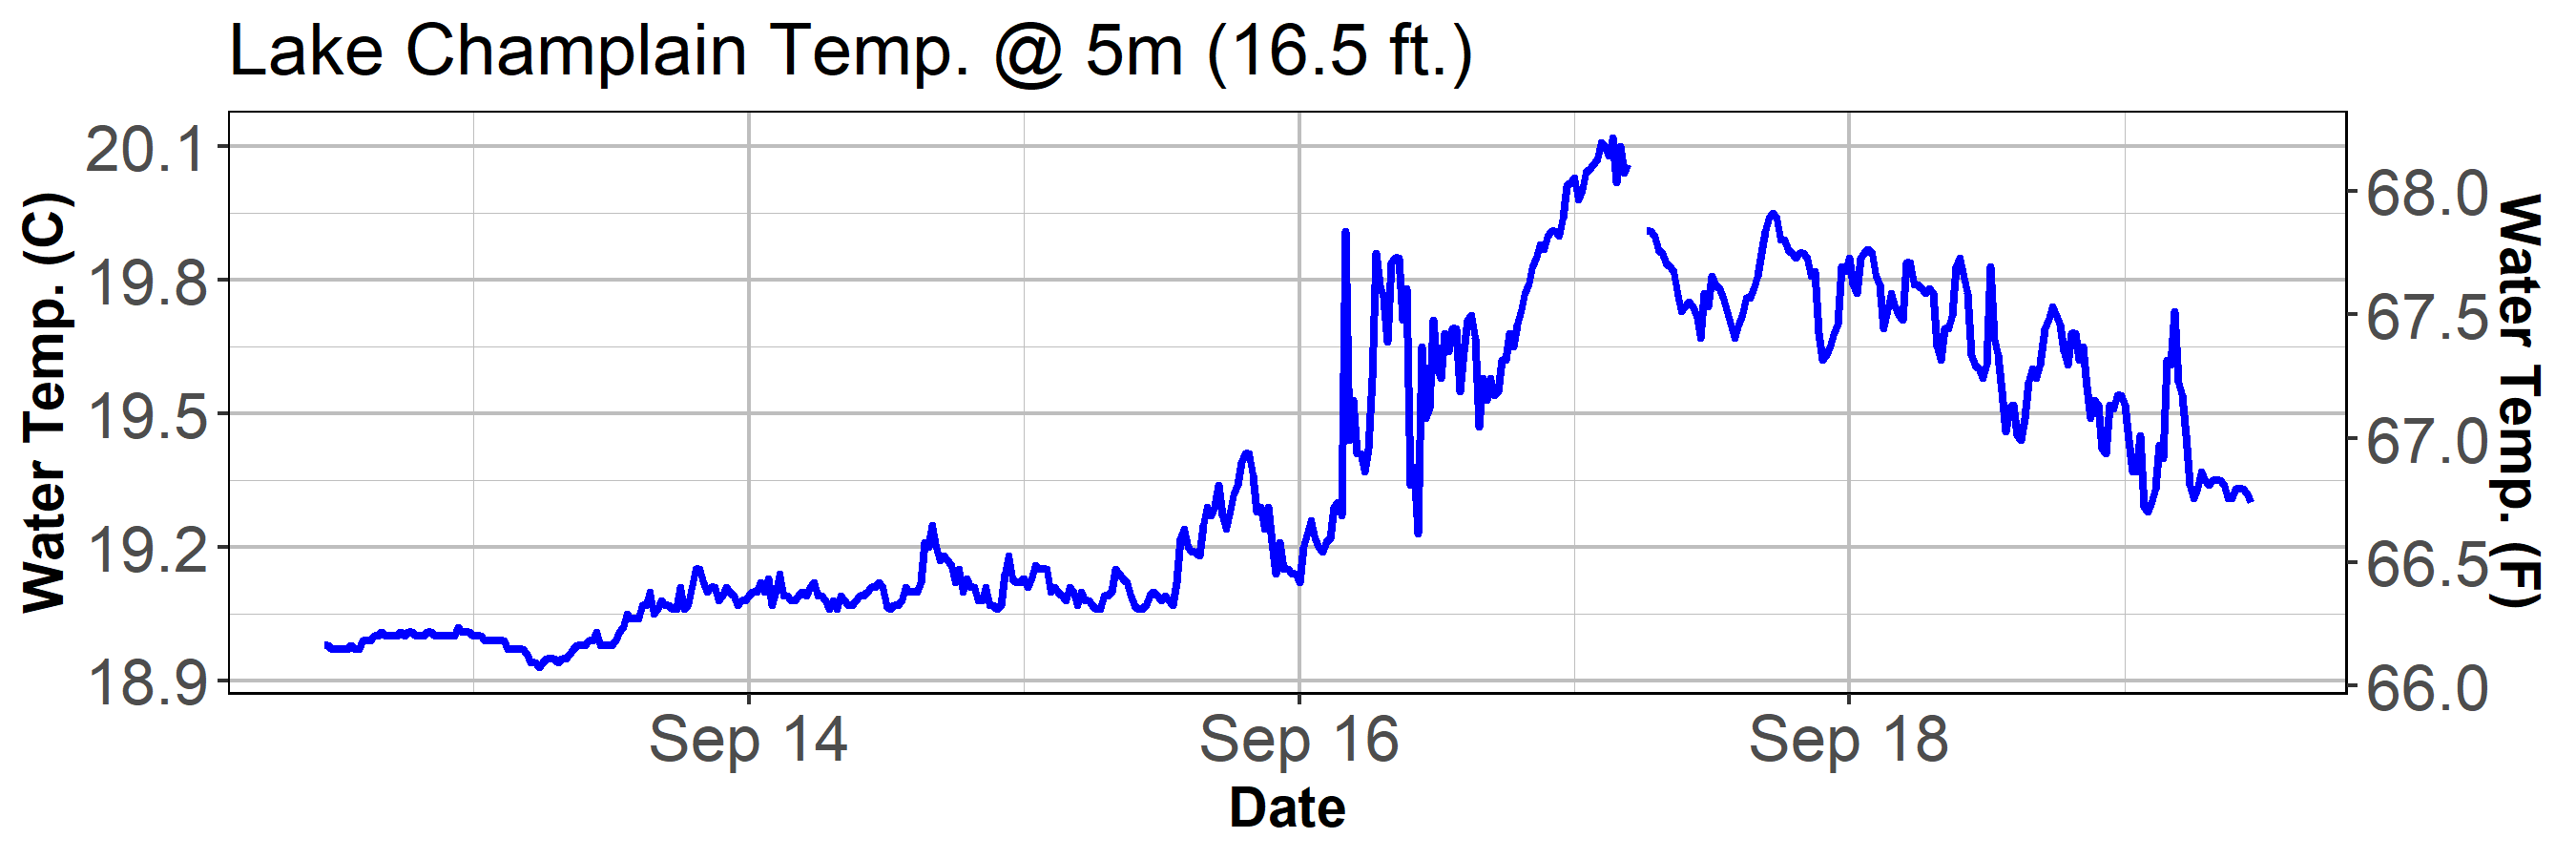 Lake Champlain Temp. @ 5m (16.5 ft.)
20.1
19.8
19.5
19.2
18.9
Water Temp. (C)
68.0
67.5
67.0
66.5
66.0
Water Temp. (F)
Sep 14
Sep 16
Sep 18
Date